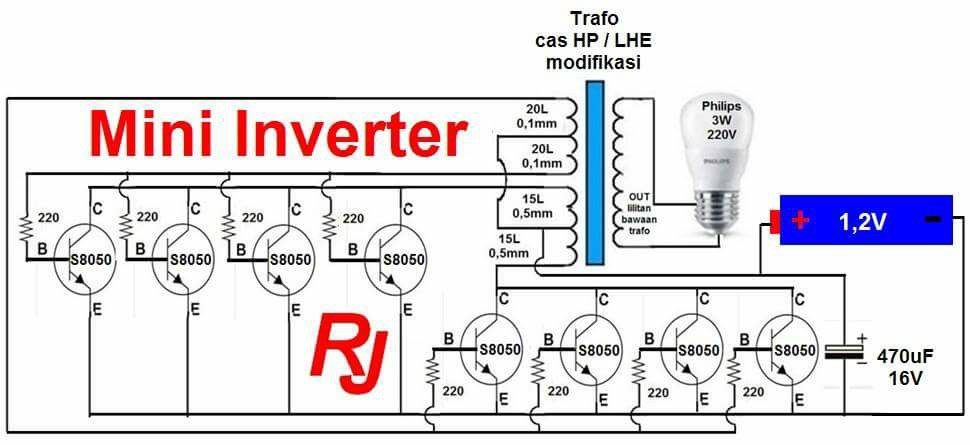 Trafo
cas HP / LHE
modifikasi
Mini Inverter
20L
0,1mm
20L
0,1mm
15L
0,5mm
15L
0,5mm
OUT
lilitan
bawaan
trafo
Philips
3W
220V
PHILIPS
+ 1,2V -
220 C 220 C 220 C 220 C
B B B B
S8050 S8050 S8050 S8050
E E E E
RJ
C C C C
B B B B
S8050 S8050 S8050 S8050
220 220 220 220
E E E E
+
-
470uF
16V